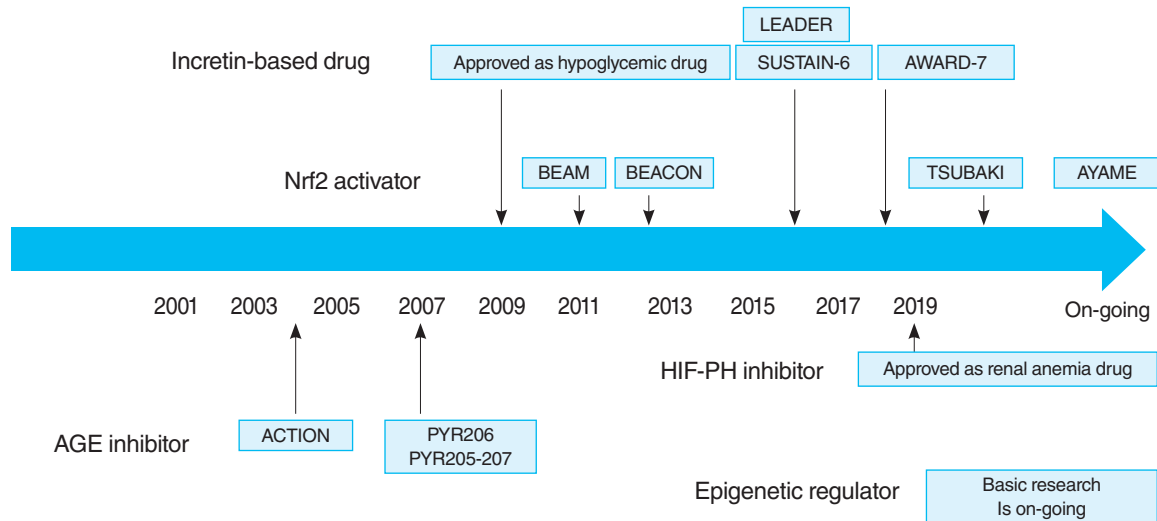 LEADER
Incretin-based drug
Approved as hypoglycemic drug
SUSTAIN-6
AWARD-7
Nrf2 activator
BEAM
BEACON
TSUBAKI
AYAME
2001 2003 2005 2007 2009 2011 2013 2015 2017 2019 On-going
HIF-PH inhibitor
Approved as renal anemia drug
AGE inhibitor
ACTION
PYR206
PYR205-207
Epigenetic regulator
Basic research
Is on-going